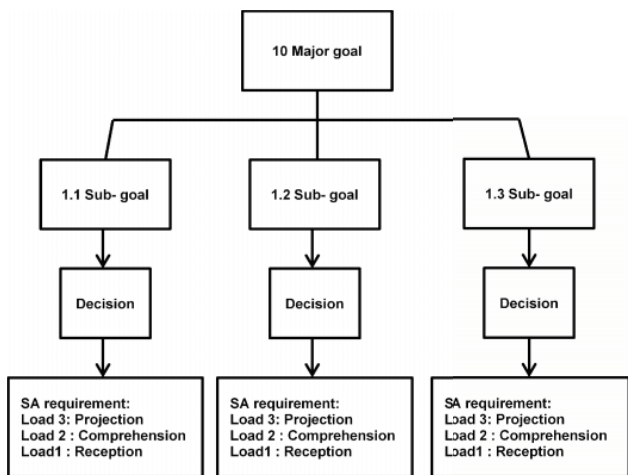 10 Major goal
1.1 Sub- goal
1.2 Sub- goal
1.3 Sub- goal
Decision
Decision
Decision
SA requirement:
Load 3: Projection
Load 2 : Comprehension
Load1 : Reception
SA requirement:
Load 3: Projection
Load 2 : Comprehension
Load1 : Reception
SA requirement:
Load 3: Projection
Load 2 : Comprehension
Load1 : Reception